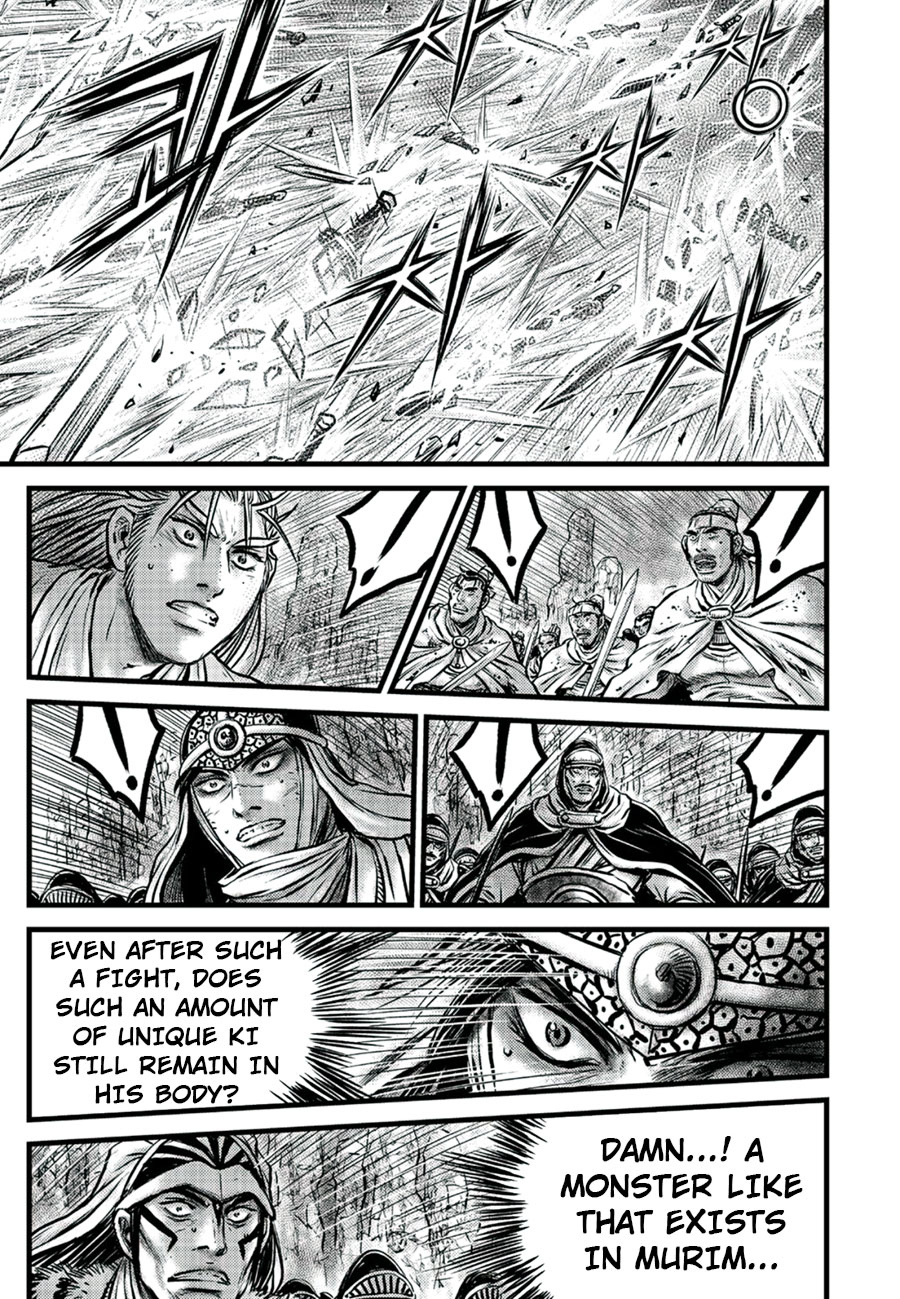 !
!
!
!
!
!
EVEN AFTER SUCH
A FIGHT, DOES
SUCH AN AMOUNT
OF UNIQUE KI
STILL REMAIN IN
HIS BODY?
DAMN...! A
MONSTER LIKE
THAT EXISTS
IN MURIM...